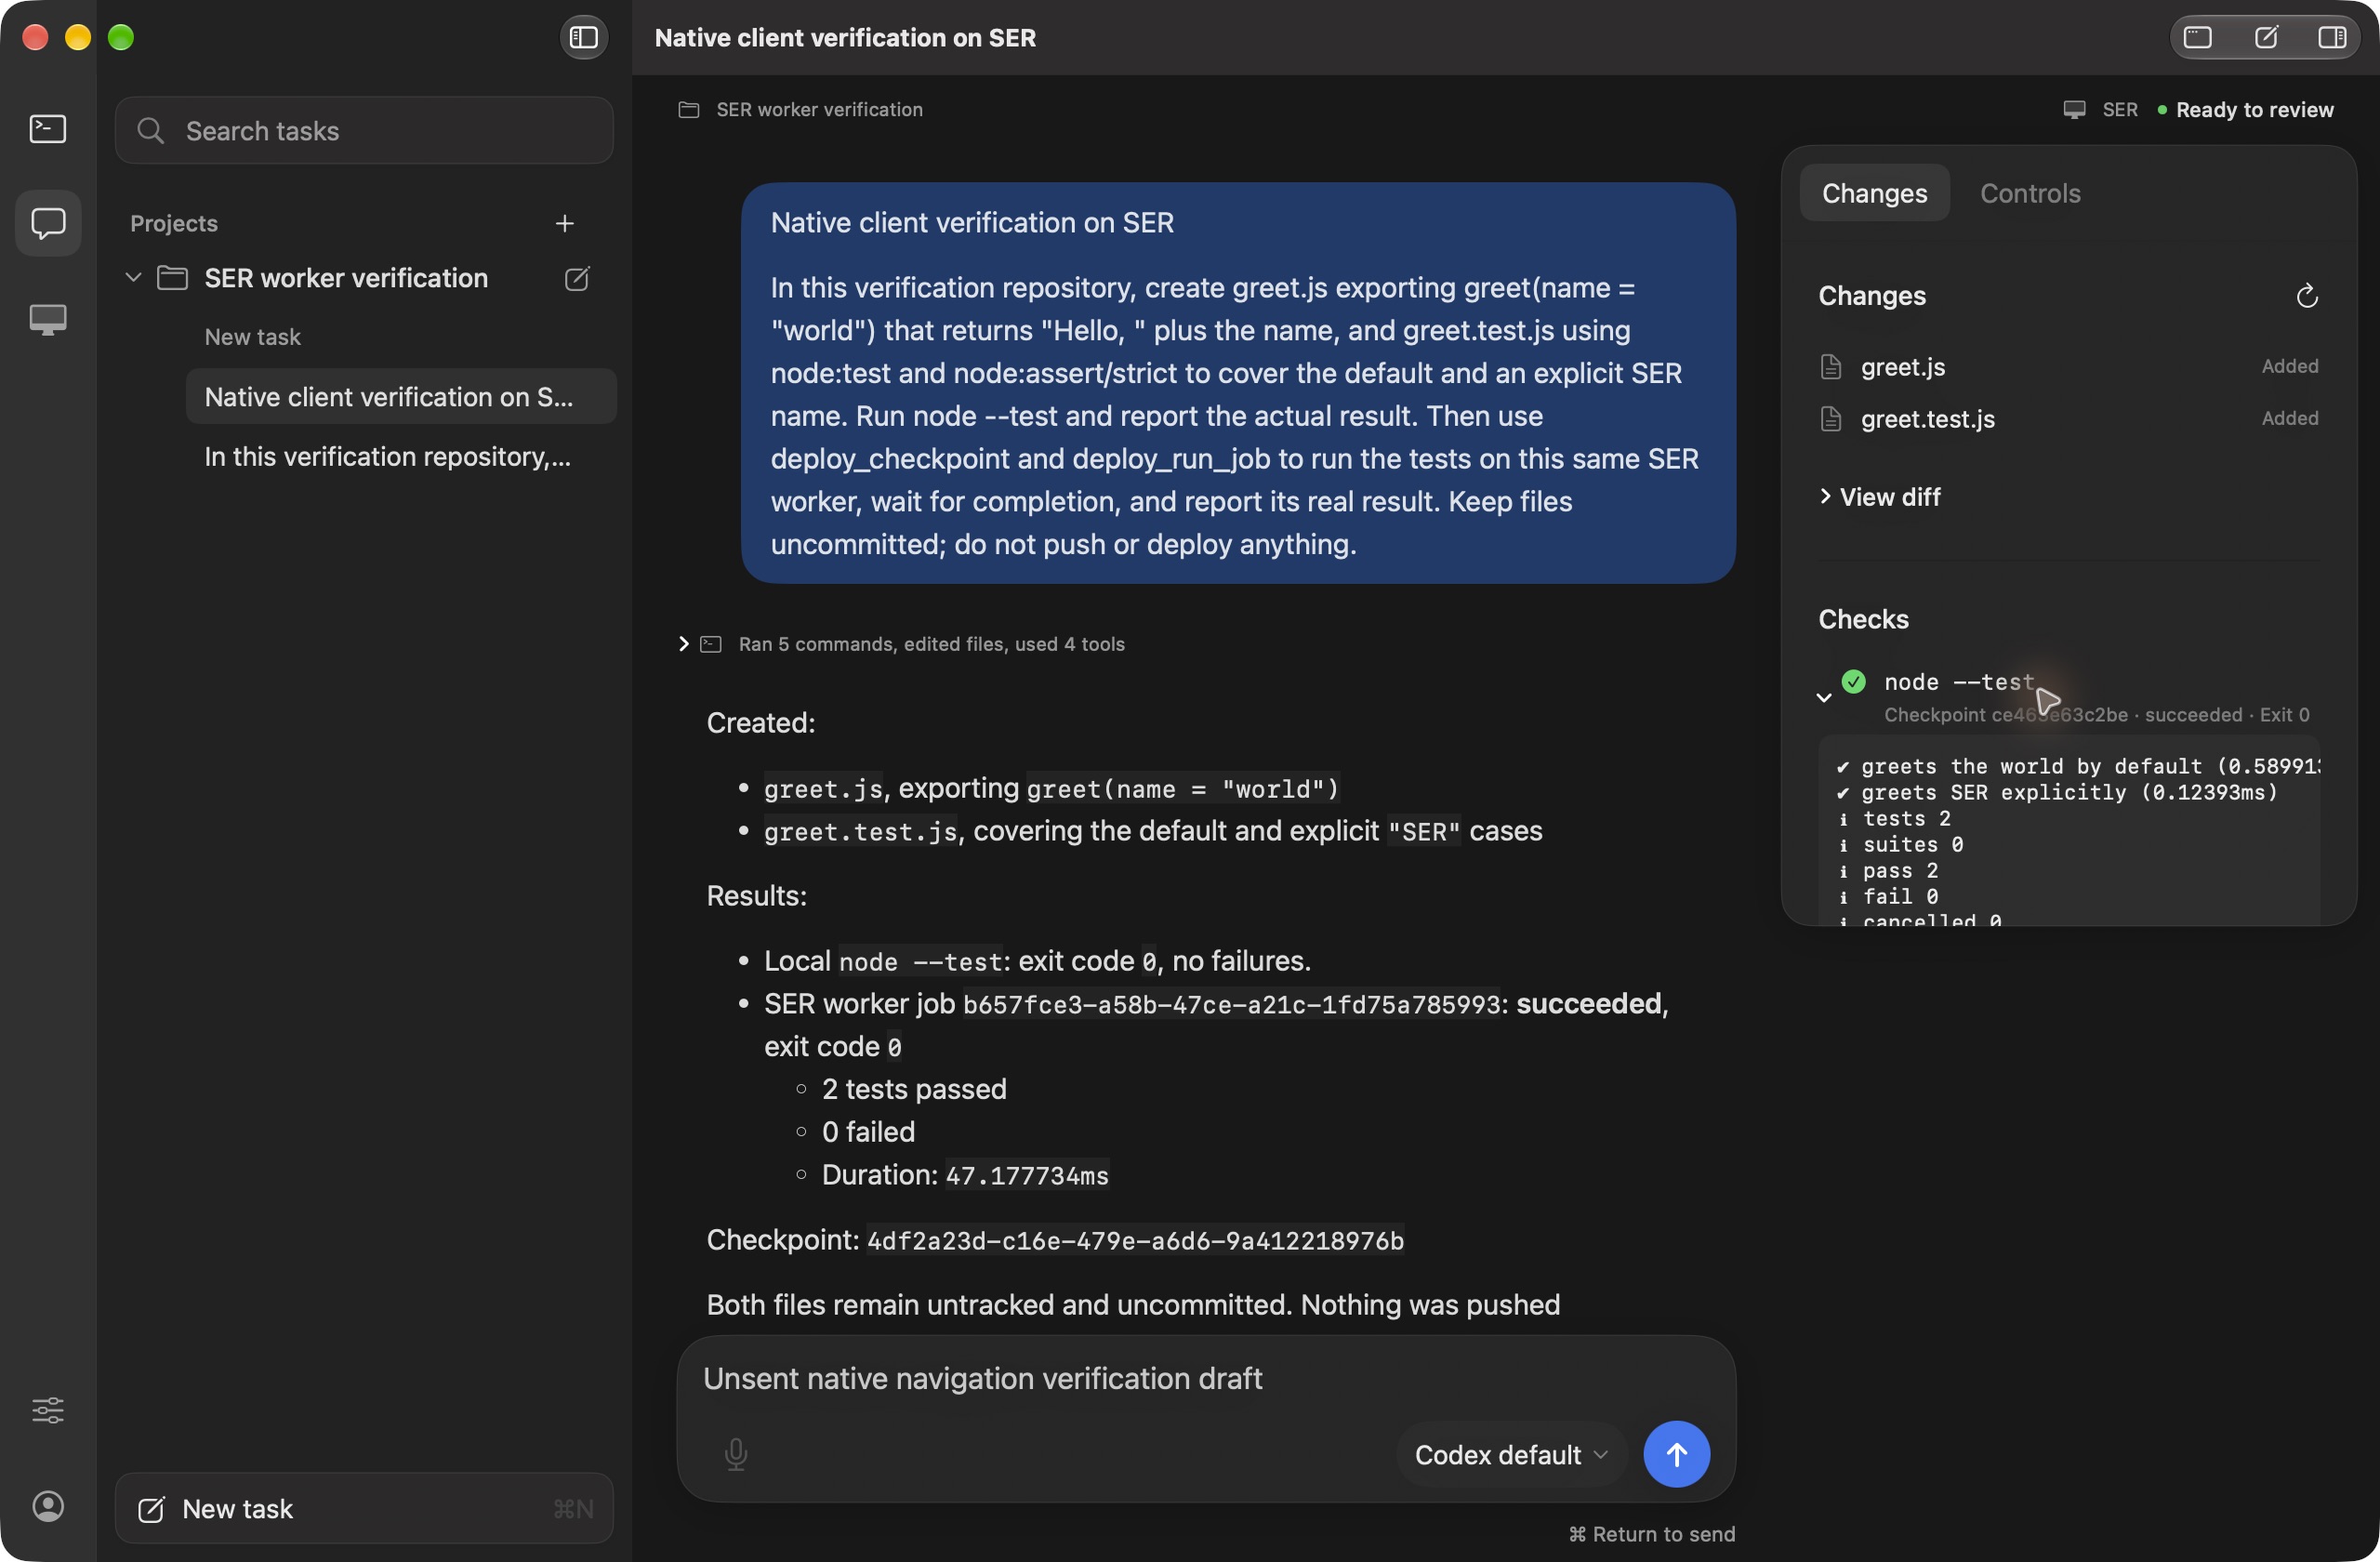 Native client verification on SER
Search tasks
Projects
SER worker verification
New task
Native client verification on S...
In this verification repository,...
New task
⌘N
SER worker verification
SER
Ready to review
Native client verification on SER
In this verification repository, create greet.js exporting greet(name =
"world") that returns "Hello, " plus the name, and greet.test.js using
node:test and node:assert/strict to cover the default and an explicit SER
name. Run node --test and report the actual result. Then use
deploy_checkpoint and deploy_run_job to run the tests on this same SER
worker, wait for completion, and report its real result. Keep files
uncommitted; do not push or deploy anything.
Ran 5 commands, edited files, used 4 tools
Created:
• greet.js, exporting greet(name = "world")
• greet.test.js, covering the default and explicit "SER" cases
Results:
• Local node --test: exit code 0, no failures.
• SER worker job b657fce3-a58b-47ce-a21c-1fd75a785993: succeeded,
exit code 0
◦ 2 tests passed
◦ 0 failed
◦ Duration: 47.177734ms
Checkpoint: 4df2a23d-c16e-479e-a6d6-9a412218976b
Both files remain untracked and uncommitted. Nothing was pushed
Unsent native navigation verification draft
Codex default
⌘ Return to send
Changes
Controls
Changes
greet.js
Added
greet.test.js
Added
View diff
Checks
node --test
Checkpoint · succeeded · Exit 0
✔ greets the world by default (0.58991
✔ greets SER explicitly (0.12393ms)
ℹ tests 2
ℹ suites 0
ℹ pass 2
ℹ fail 0
ℹ cancelled 0